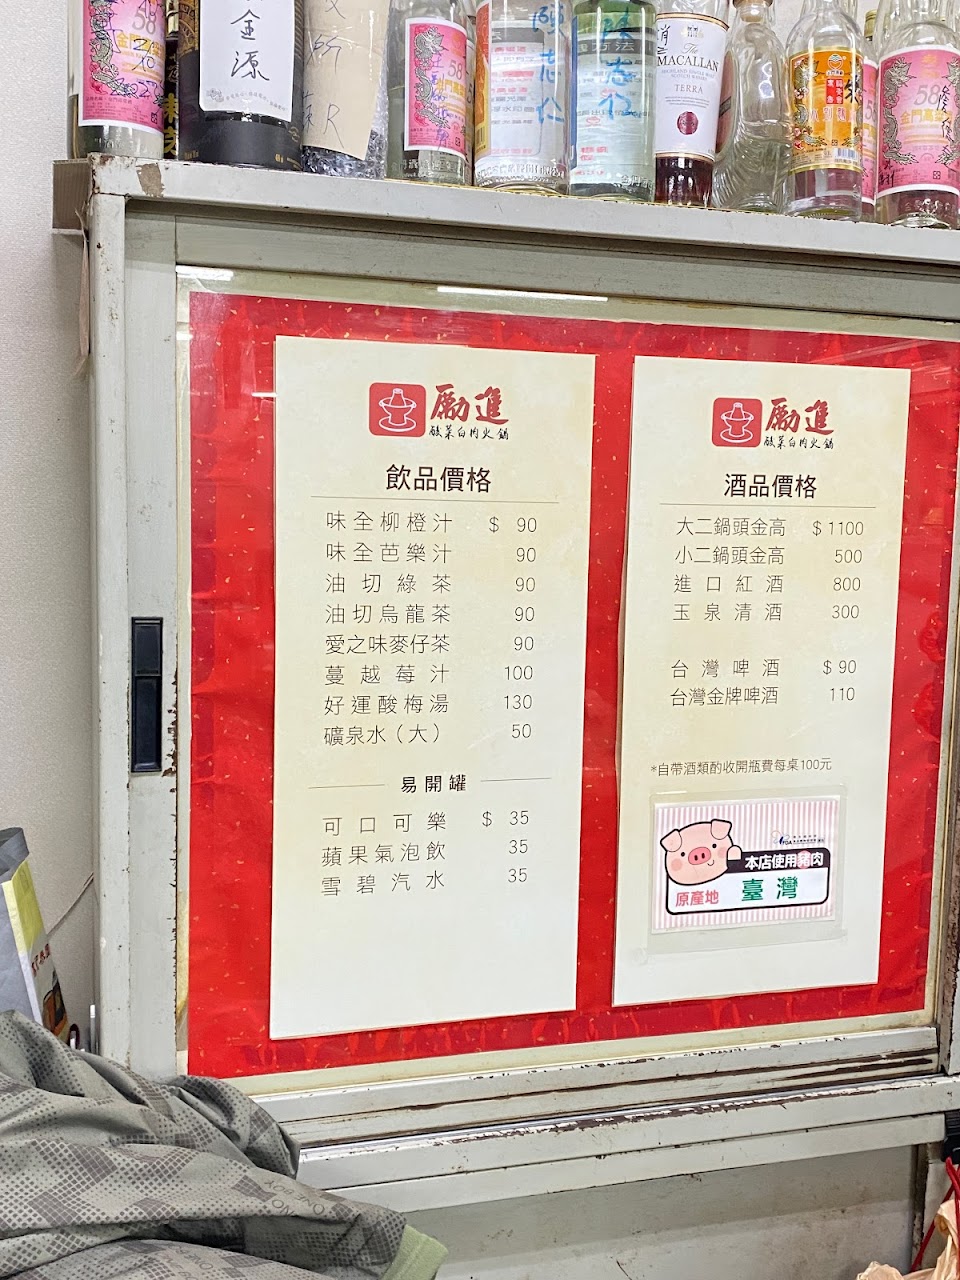 金源
58
MACALLAN
TERRA
58
勵進
酸菜白肉火鍋
飲品價格
味全柳橙汁 $ 90
味全芭樂汁 90
油切綠茶 90
油切烏龍茶 90
愛之味麥仔茶 90
蔓越莓汁 100
好運酸梅湯 130
礦泉水(大) 50
易開罐
可口可樂 $ 35
蘋果氣泡飲 35
雪碧汽水 35
勵進
酸菜白肉火鍋
酒品價格
大二鍋頭金高 $ 1100
小二鍋頭金高 500
進口紅酒 800
玉泉清酒 300
台灣啤酒 $ 90
台灣金牌啤酒 110
*自帶酒類酌收開瓶費每桌100元
本店使用豬肉
原產地 臺灣